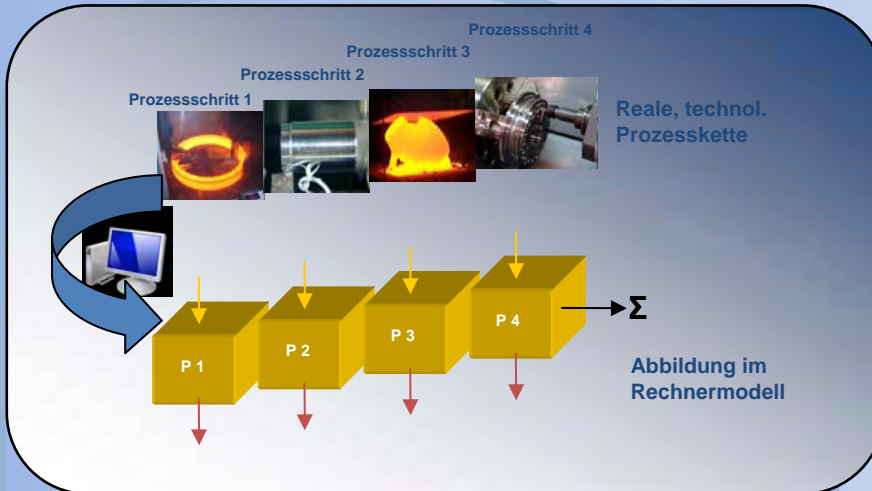 Prozessschritt 4
Prozessschritt 3
Prozessschritt 2
Prozessschritt 1
Reale, technol.
Prozesskette
Σ
P 4
P 3
P 2
P 1
Abbildung im
Rechnermodell